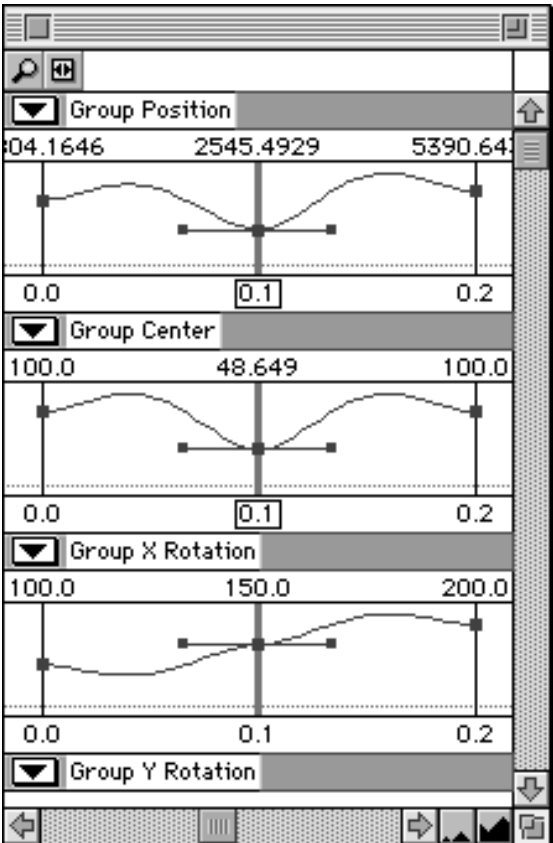 Group Position
304.1646 2545.4929 5390.643
0.0 0.1 0.2
Group Center
100.0 48.649 100.0
0.0 0.1 0.2
Group X Rotation
100.0 150.0 200.0
0.0 0.1 0.2
Group Y Rotation